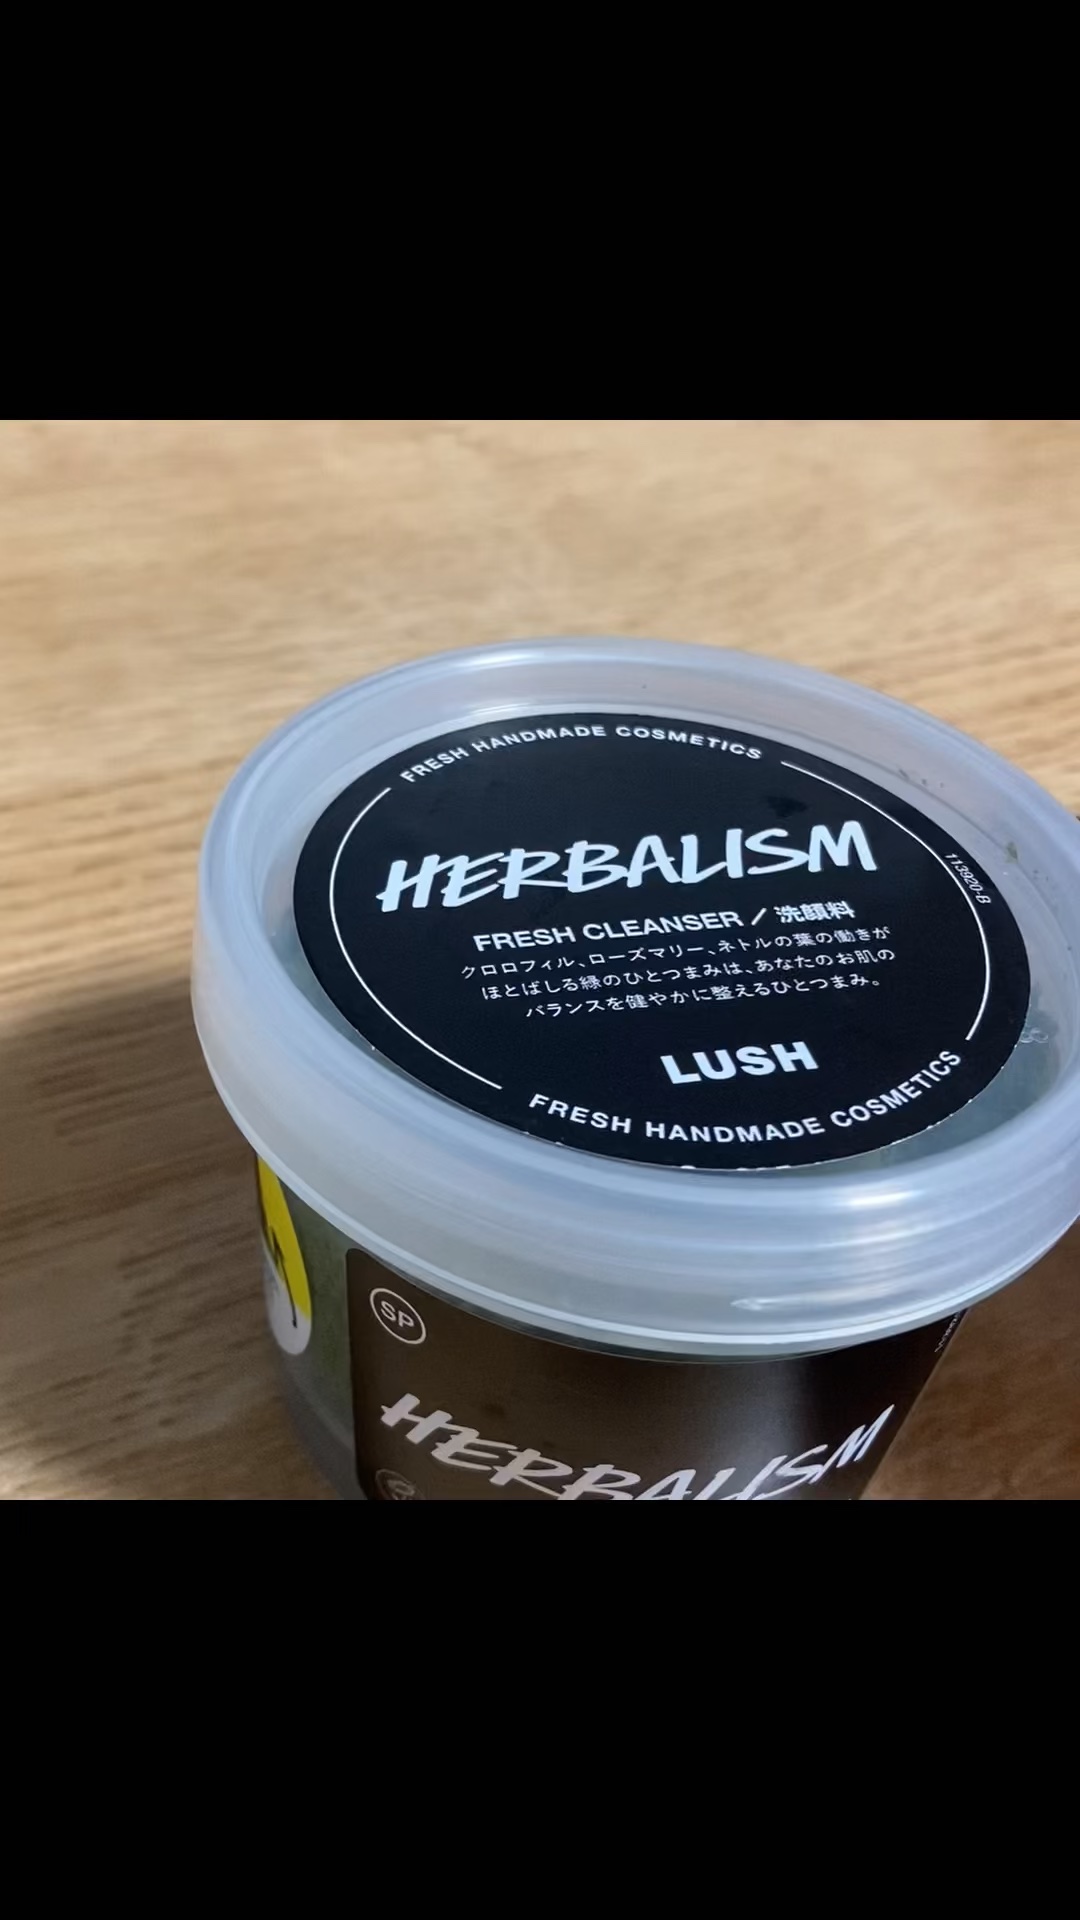 FRESH HANDMADE COSMETICS
HERBALISM
113920-B
FRESH CLEANSER / 洗顔料
クロロフィル、ローズマリー、ネトルの葉の働きが
ほとばしる緑のひとつまみは、あなたのお肌の
バランスを健やかに整えるひとつまみ。
LUSH
FRESH HANDMADE COSMETICS
SP
HERBALISM